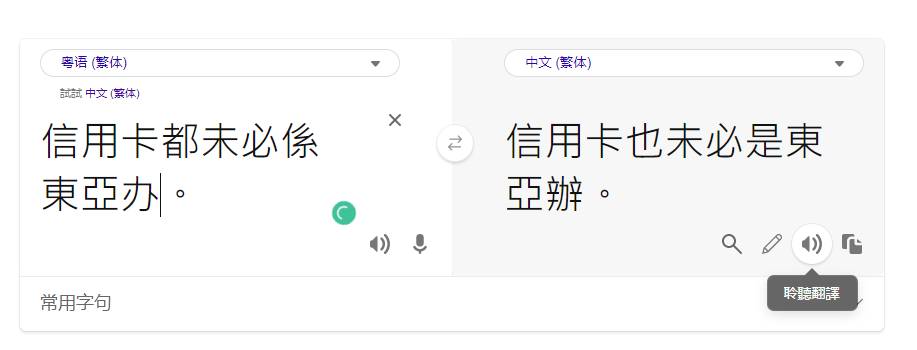 粵语 (繁体)
中文 (繁体)
試試 中文 (繁体)
信用卡都未必係
東亞办。
信用卡也未必是東
亞辦。
聆聽翻譯
常用字句